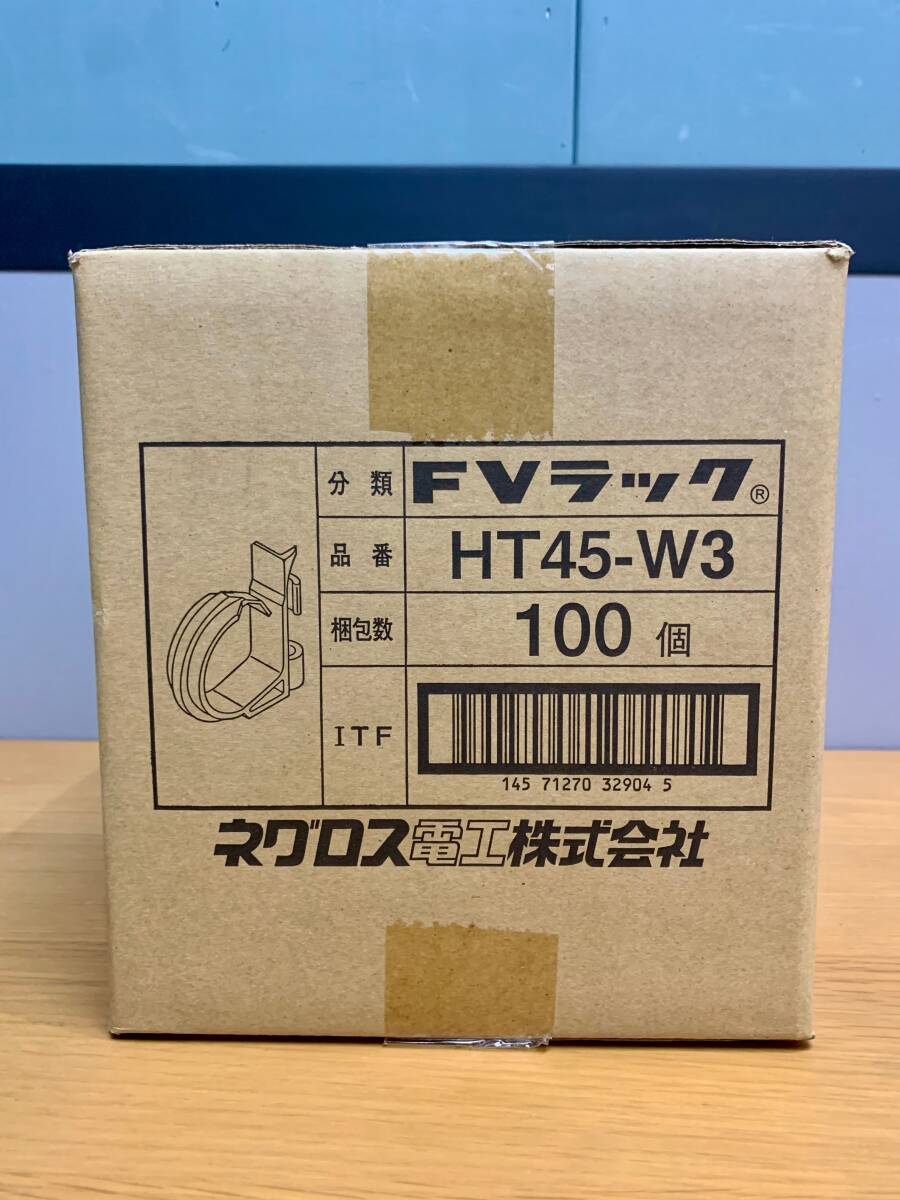 分類 FVラック®
品番 HT45-W3
梱包数 100 個
ITF
145 71270 32904 5
ネグロス電工株式会社